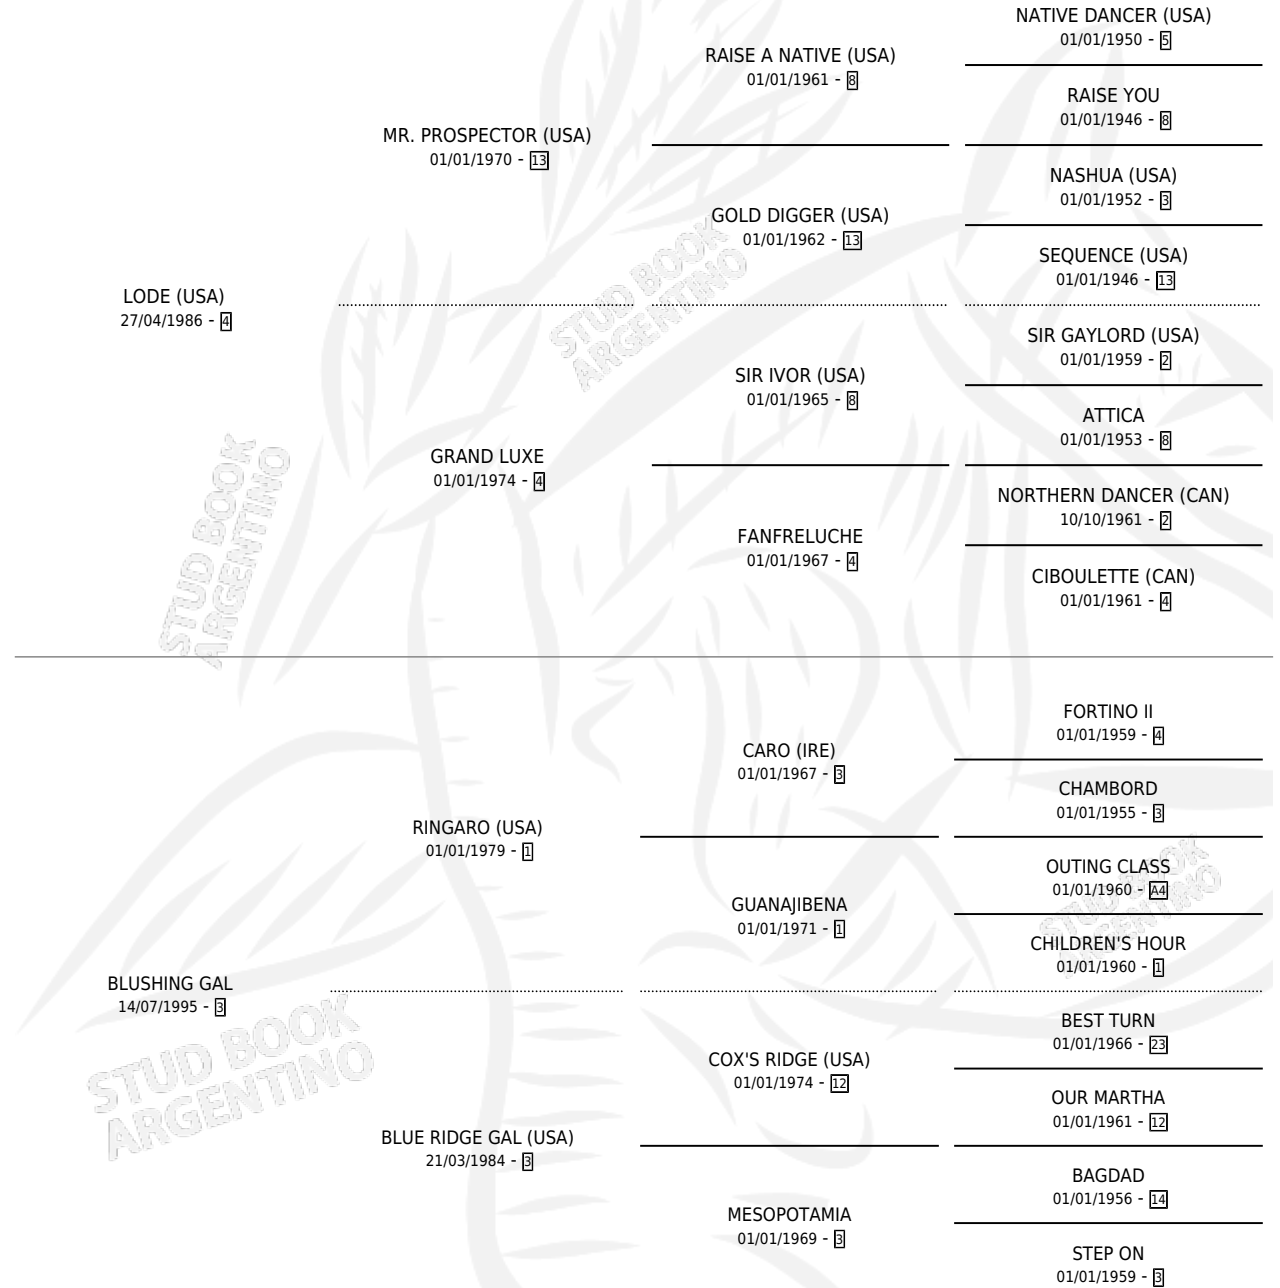 NATIVE DANCER (USA)
01/01/1950 - 5
RAISE A NATIVE (USA)
01/01/1961 - 8
RAISE YOU
01/01/1946 - 8
MR. PROSPECTOR (USA)
01/01/1970 - 13
NASHUA (USA)
01/01/1952 - 3
GOLD DIGGER (USA)
01/01/1962 - 13
SEQUENCE (USA)
01/01/1946 - 13
LODE (USA)
27/04/1986 - 4
SIR GAYLORD (USA)
01/01/1959 - 2
SIR IVOR (USA)
01/01/1965 - 8
ATTICA
01/01/1953 - 8
GRAND LUXE
01/01/1974 - 4
NORTHERN DANCER (CAN)
10/10/1961 - 2
FANFRELUCHE
01/01/1967 - 4
CIBOULETTE (CAN)
01/01/1961 - 4
FORTINO II
01/01/1959 - 4
CARO (IRE)
01/01/1967 - 3
CHAMBORD
01/01/1955 - 3
RINGARO (USA)
01/01/1979 - 1
OUTING CLASS
01/01/1960 - A4
GUANAJIBENA
01/01/1971 - 1
CHILDREN'S HOUR
01/01/1960 - 1
BLUSHING GAL
14/07/1995 - 3
BEST TURN
01/01/1966 - 23
COX'S RIDGE (USA)
01/01/1974 - 12
OUR MARTHA
01/01/1961 - 12
BLUE RIDGE GAL (USA)
21/03/1984 - 3
BAGDAD
01/01/1956 - 14
MESOPOTAMIA
01/01/1969 - 3
STEP ON
01/01/1959 - 3
STUD BOOK
ARGENTINO
STUD BOOK
ARGENTINO
STUD BOOK
ARGENTINO
STUD BOOK
ARGENTINO